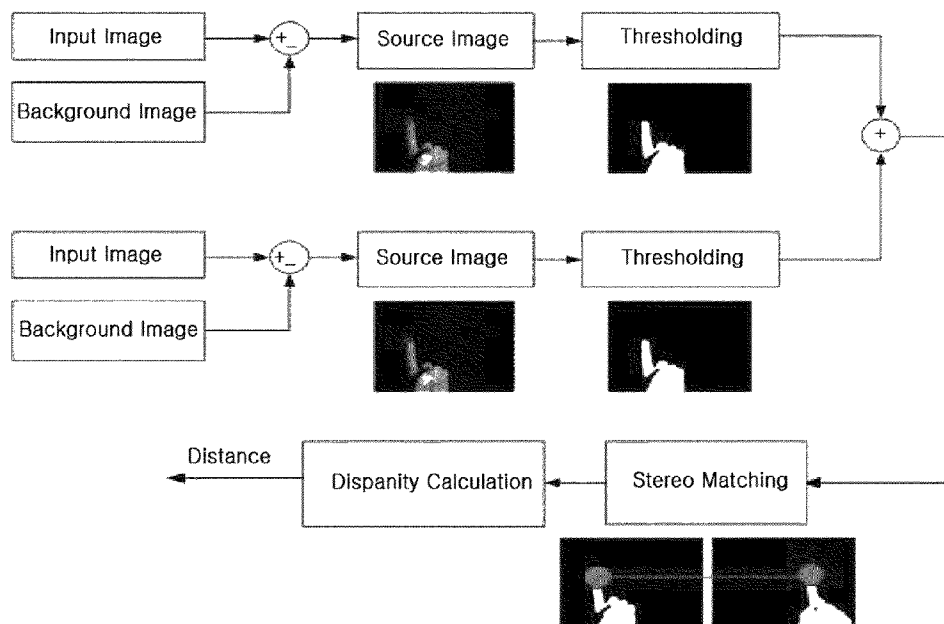 Input Image
+
-
Source Image
Thresholding
Background Image
+
Input Image
+
-
Source Image
Thresholding
Background Image
Distance
Dispanity Calculation
Stereo Matching